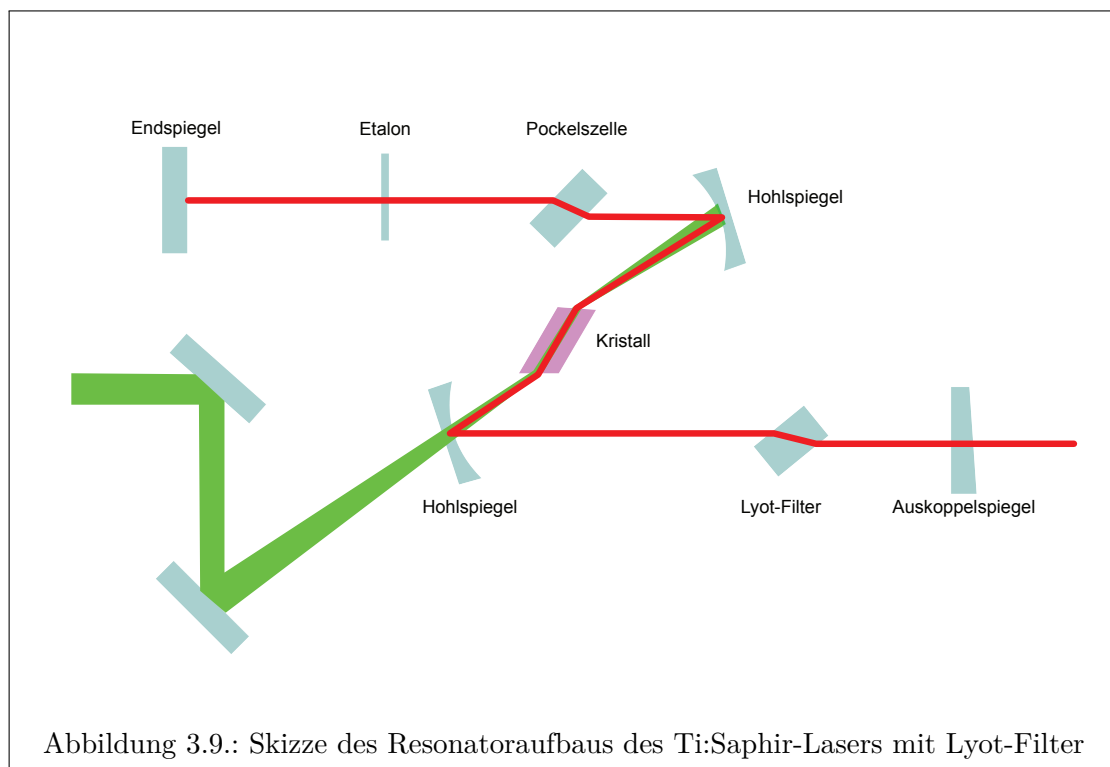 Endspiegel
Etalon
Pockelszelle
Hohlspiegel
Kristall
Hohlspiegel
Lyot-Filter
Auskoppelspiegel
Abbildung 3.9.: Skizze des Resonatoraufbaus des Ti:Saphir-Lasers mit Lyot-Filter